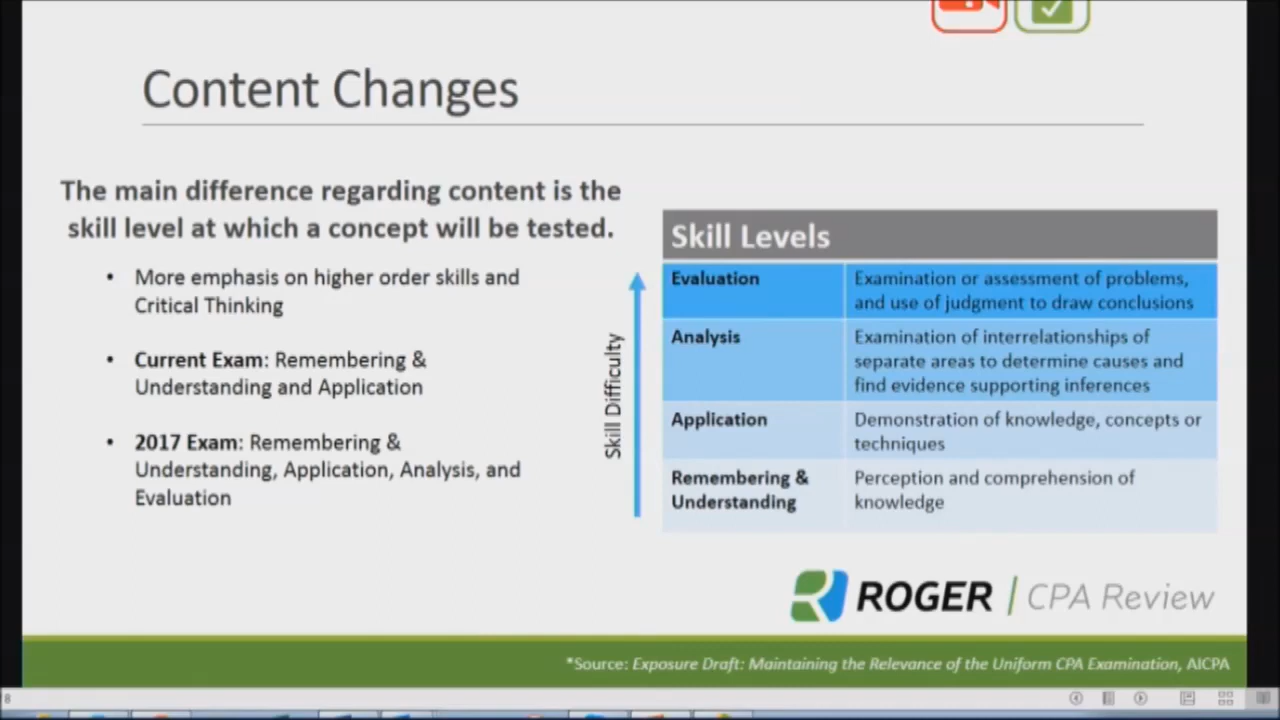 Content Changes
The main difference regarding content is the
skill level at which a concept will be tested.
• More emphasis on higher order skills and
Critical Thinking
• Current Exam: Remembering &
Understanding and Application
• 2017 Exam: Remembering &
Understanding, Application, Analysis, and
Evaluation
Skill Difficulty
Skill Levels
Evaluation
Examination or assessment of problems,
and use of judgment to draw conclusions
Analysis
Examination of interrelationships of
separate areas to determine causes and
find evidence supporting inferences
Application
Demonstration of knowledge, concepts or
techniques
Remembering &
Understanding
Perception and comprehension of
knowledge
ROGER | CPA Review
*Source: Exposure Draft: Maintaining the Relevance of the Uniform CPA Examination, AICPA
8